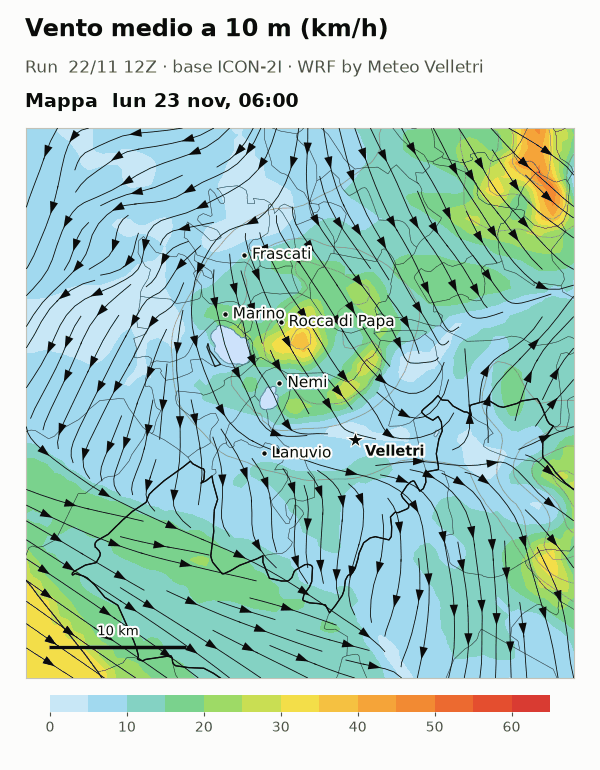 Vento medio a 10 m (km/h)
Run 22/11 12Z · base ICON-2I · WRF by Meteo Velletri
Mappa lun 23 nov, 06:00
Frascati
Marino
Rocca di Papa
Nemi
Velletri
Lanuvio
10 km
0 10 20 30 40 50 60